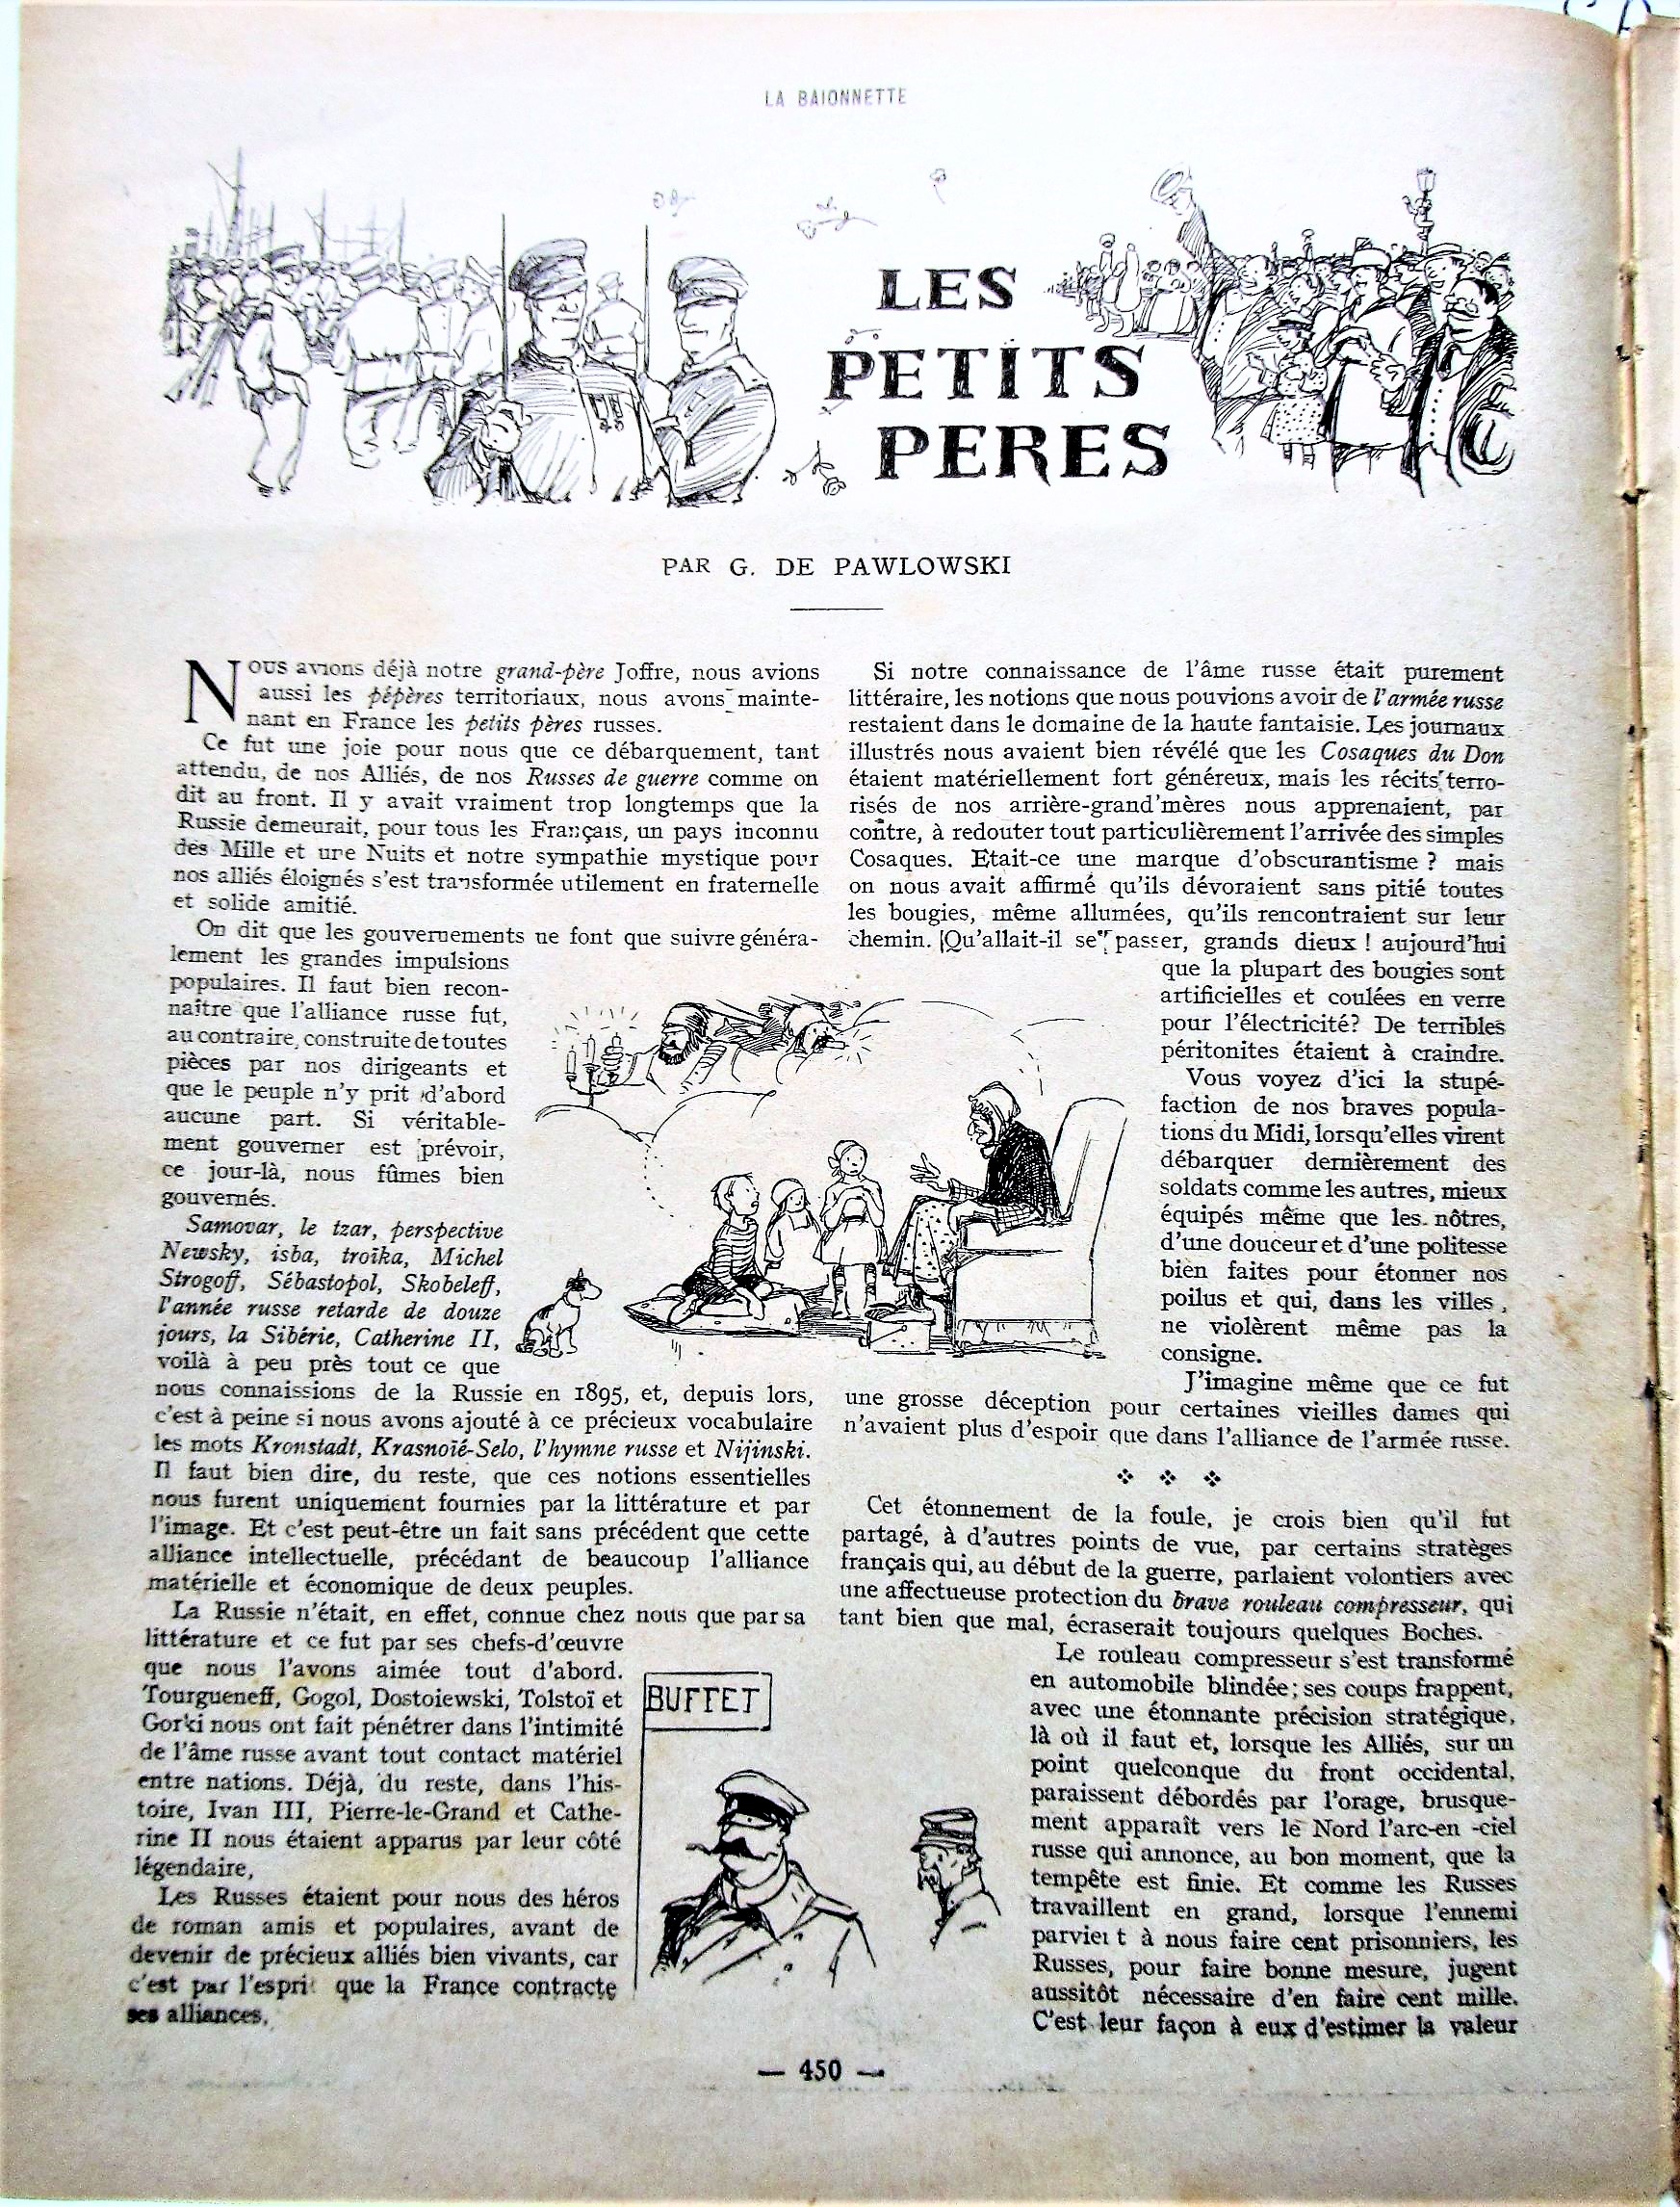 LA BAIONNETTE
LES
PETITS
PERES
PAR G. DE PAWLOWSKI
Nous avions déjà notre grand-père Joffre, nous avions
aussi les pépères territoriaux, nous avons mainte-
nant en France les petits pères russes.
Ce fut une joie pour nous que ce débarquement, tant
attendu, de nos Alliés, de nos Russes de guerre comme on
dit au front. Il y avait vraiment trop longtemps que la
Russie demeurait, pour tous les Français, un pays inconnu
des Mille et une Nuits et notre sympathie mystique pour
nos alliés éloignés s'est transformée utilement en fraternelle
et solide amitié.
On dit que les gouvernements ne font que suivre généra-
lement les grandes impulsions
populaires. Il faut bien recon-
naître que l'alliance russe fut,
au contraire, construite de toutes
pièces par nos dirigeants et
que le peuple n'y prit d'abord
aucune part. Si véritable-
ment gouverner est prévoir,
ce jour-là, nous fûmes bien
gouvernés.
Samovar, le tzar, perspective
Newsky, isba, troïka, Michel
Strogoff, Sébastopol, Skobeleff,
l'année russe retarde de douze
jours, la Sibérie, Catherine II,
voilà à peu près tout ce que
nous connaissions de la Russie en 1895, et, depuis lors,
c'est à peine si nous avons ajouté à ce précieux vocabulaire
les mots Kronstadt, Krasnoïé-Selo, l'hymne russe et Nijinski.
Il faut bien dire, du reste, que ces notions essentielles
nous furent uniquement fournies par la littérature et par
l'image. Et c'est peut-être un fait sans précédent que cette
alliance intellectuelle, précédant de beaucoup l'alliance
matérielle et économique de deux peuples.
La Russie n'était, en effet, connue chez nous que par sa
littérature et ce fut par ses chefs-d'œuvre
que nous l'avons aimée tout d'abord.
Tourgueneff, Gogol, Dostoiewski, Tolstoï et
Gorki nous ont fait pénétrer dans l'intimité
de l'âme russe avant tout contact matériel
entre nations. Déjà, du reste, dans l'his-
toire, Ivan III, Pierre-le-Grand et Cathe-
rine II nous étaient apparus par leur côté
légendaire,
Les Russes étaient pour nous des héros
de roman amis et populaires, avant de
devenir de précieux alliés bien vivants, car
c'est par l'esprit que la France contracte
ses alliances.
BUFFET
Si notre connaissance de l'âme russe était purement
littéraire, les notions que nous pouvions avoir de l'armée russe
restaient dans le domaine de la haute fantaisie. Les journaux
illustrés nous avaient bien révélé que les Cosaques du Don
étaient matériellement fort généreux, mais les récits terro-
risés de nos arrière-grand'mères nous apprenaient, par
contre, à redouter tout particulièrement l'arrivée des simples
Cosaques. Etait-ce une marque d'obscurantisme ? mais
on nous avait affirmé qu'ils dévoraient sans pitié toutes
les bougies, même allumées, qu'ils rencontraient sur leur
chemin. Qu'allait-il se passer, grands dieux ! aujourd'hui
que la plupart des bougies sont
artificielles et coulées en verre
pour l'électricité? De terribles
péritonites étaient à craindre.
Vous voyez d'ici la stupé-
faction de nos braves popula-
tions du Midi, lorsqu'elles virent
débarquer dernièrement des
soldats comme les autres, mieux
équipés même que les nôtres,
d'une douceur et d'une politesse
bien faites pour étonner nos
poilus et qui, dans les villes,
ne violèrent même pas la
consigne.
J'imagine même que ce fut
une grosse déception pour certaines vieilles dames qui
n'avaient plus d'espoir que dans l'alliance de l'armée russe.
Cet étonnement de la foule, je crois bien qu'il fut
partagé, à d'autres points de vue, par certains stratèges
français qui, au début de la guerre, parlaient volontiers avec
une affectueuse protection du brave rouleau compresseur, qui
tant bien que mal, écraserait toujours quelques Boches.
Le rouleau compresseur s'est transformé
en automobile blindée; ses coups frappent,
avec une étonnante précision stratégique,
là où il faut et, lorsque les Alliés, sur un
point quelconque du front occidental,
paraissent débordés par l'orage, brusque-
ment apparaît vers le Nord l'arc-en-ciel
russe qui annonce, au bon moment, que la
tempête est finie. Et comme les Russes
travaillent en grand, lorsque l'ennemi
parvient à nous faire cent prisonniers, les
Russes, pour faire bonne mesure, jugent
aussitôt nécessaire d'en faire cent mille.
C'est leur façon à eux d'estimer la valeur
— 450 —